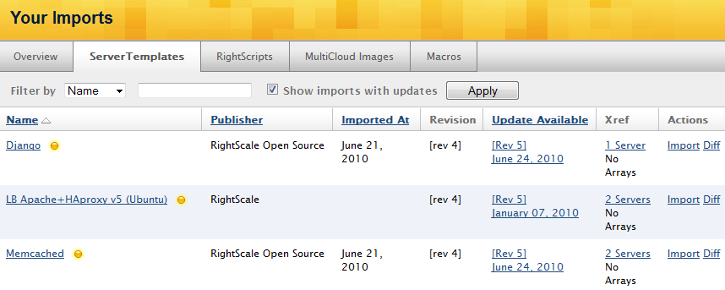 Your Imports
Overview ServerTemplates RightScripts MultiCloud Images Macros
Filter by Name Show imports with updates Apply
Name Publisher Imported At Revision Update Available Xref Actions
Django RightScale Open Source June 21, [rev 4] [Rev 5] 1 Server Import Diff
2010 June 24, 2010 No
Arrays
LB Apache+HAproxy v5 (Ubuntu) RightScale [rev 4] [Rev 5] 2 Servers Import Diff
January 07, 2010 No
Arrays
Memcached RightScale Open Source June 21, [rev 4] [Rev 5] 2 Servers Import Diff
2010 June 24, 2010 No
Arrays